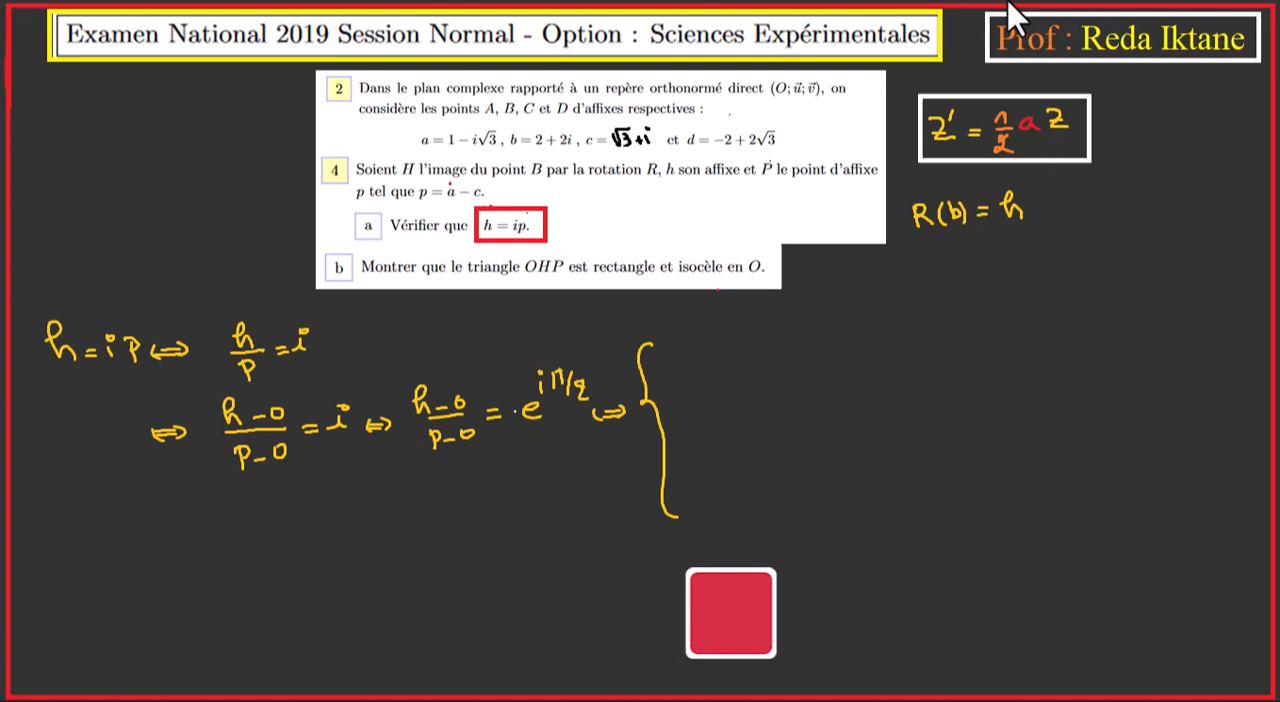 Examen National 2019 Session Normal - Option : Sciences Expérimentales
Prof : Reda Iktane
2 Dans le plan complexe rapporté à un repère orthonormé direct (O; u⃗; v⃗), on
considère les points A, B, C et D d'affixes respectives :
a = 1 − i√3 , b = 2 + 2i , c = √3+i et d = −2 + 2√3
4 Soient H l'image du point B par la rotation R, h son affixe et P le point d'affixe
p tel que p = a − c.
a Vérifier que h = ip.
b Montrer que le triangle OHP est rectangle et isocèle en O.
Z' = 1/2 a Z
R(b) = h
h = i P ⟺ h/P = i
⟺ (h−0)/(P−0) = i ⟺ (h−0)/(P−0) = e^(iπ/2) ⟺ {